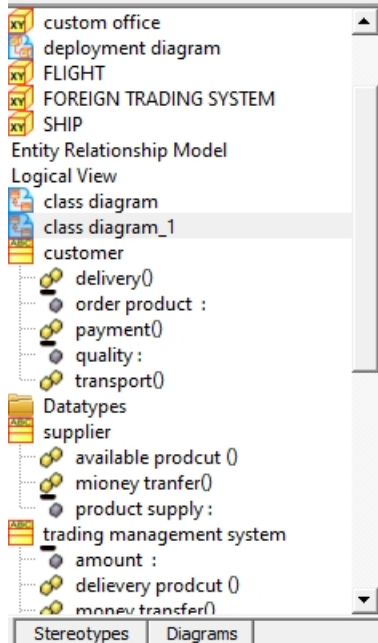 custom office
deployment diagram
FLIGHT
FOREIGN TRADING SYSTEM
SHIP
Entity Relationship Model
Logical View
class diagram
class diagram_1
customer
delivery()
order product :
payment()
quality :
transport()
Datatypes
supplier
available prodcut ()
mioney tranfer()
product supply :
trading management system
amount :
delievery prodcut ()
money transfer()
Stereotypes Diagrams